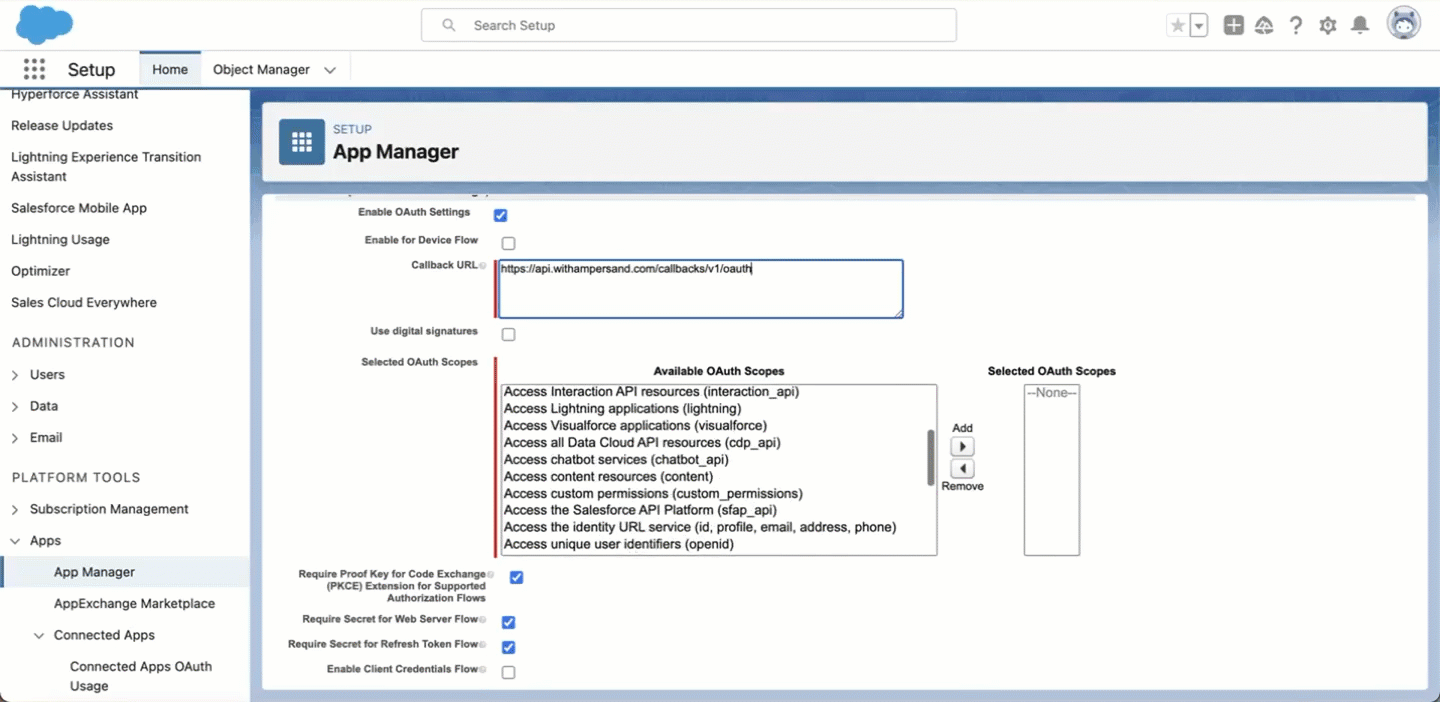 Search Setup
Setup
Home
Object Manager
Hyperforce Assistant
Release Updates
Lightning Experience Transition
Assistant
Salesforce Mobile App
Lightning Usage
Optimizer
Sales Cloud Everywhere
ADMINISTRATION
Users
Data
Email
PLATFORM TOOLS
Subscription Management
Apps
App Manager
AppExchange Marketplace
Connected Apps
Connected Apps OAuth
Usage
SETUP
App Manager
Enable OAuth Settings
Enable for Device Flow
Callback URL
https://api.withampersand.com/callbacks/v1/oauth
Use digital signatures
Selected OAuth Scopes
Available OAuth Scopes
Access Interaction API resources (interaction_api)
Access Lightning applications (lightning)
Access Visualforce applications (visualforce)
Access all Data Cloud API resources (cdp_api)
Access chatbot services (chatbot_api)
Access content resources (content)
Access custom permissions (custom_permissions)
Access the Salesforce API Platform (sfap_api)
Access the identity URL service (id, profile, email, address, phone)
Access unique user identifiers (openid)
Add
Remove
Selected OAuth Scopes
--None--
Require Proof Key for Code Exchange
(PKCE) Extension for Supported
Authorization Flows
Require Secret for Web Server Flow
Require Secret for Refresh Token Flow
Enable Client Credentials Flow